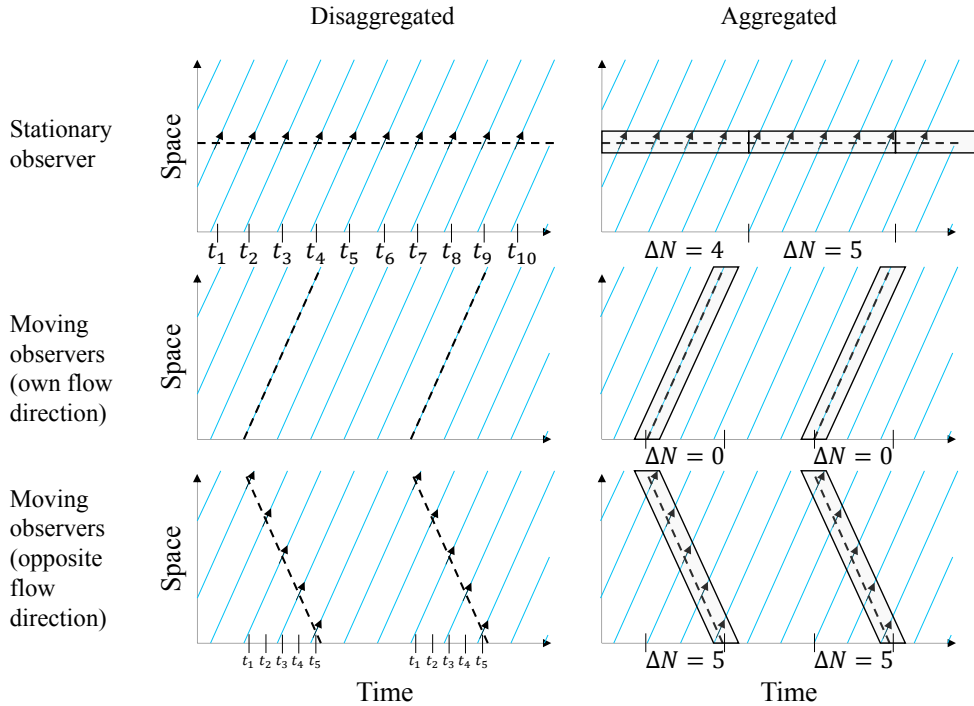 Disaggregated Aggregated
Stationary
observer
Space
t₁ t₂ t₃ t₄ t₅ t₆ t₇ t₈ t₉ t₁₀
ΔN = 4 ΔN = 5
Moving
observers
(own flow
direction)
Space
ΔN = 0 ΔN = 0
Moving
observers
(opposite
flow
direction)
Space
t₁ t₂ t₃ t₄ t₅ t₁ t₂ t₃ t₄ t₅
ΔN = 5 ΔN = 5
Time Time